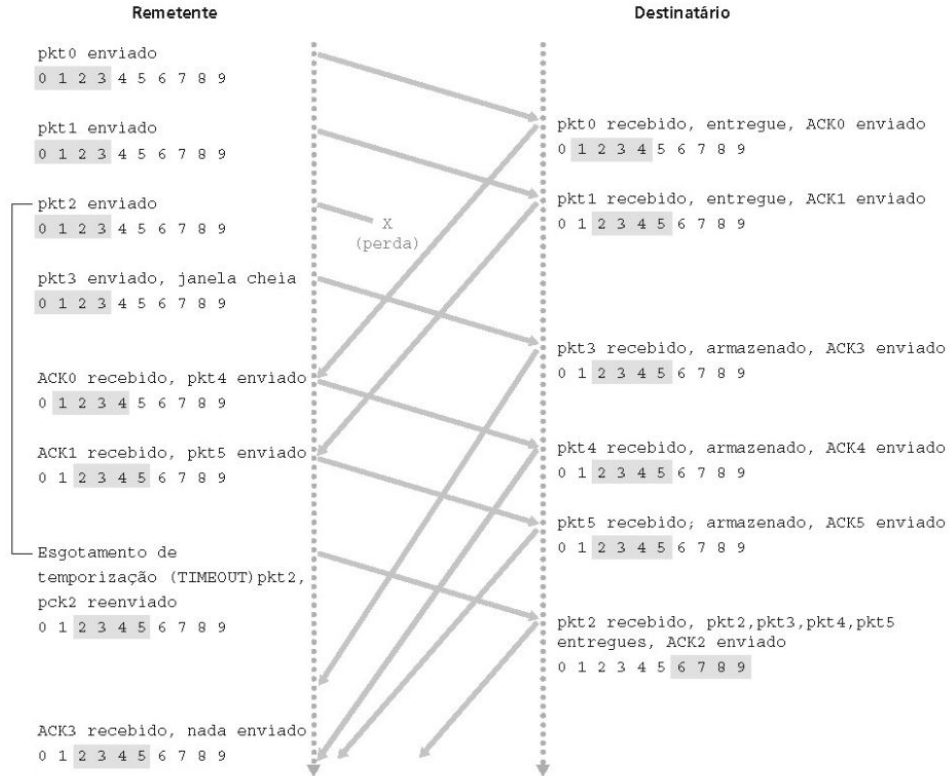 Remetente
pkt0 enviado
0 1 2 3 4 5 6 7 8 9
pkt1 enviado
0 1 2 3 4 5 6 7 8 9
pkt2 enviado
0 1 2 3 4 5 6 7 8 9
pkt3 enviado, janela cheia
0 1 2 3 4 5 6 7 8 9
ACK0 recebido, pkt4 enviado
0 1 2 3 4 5 6 7 8 9
ACK1 recebido, pkt5 enviado
0 1 2 3 4 5 6 7 8 9
Esgotamento de
temporização (TIMEOUT)pkt2,
pck2 reenviado
0 1 2 3 4 5 6 7 8 9
ACK3 recebido, nada enviado
0 1 2 3 4 5 6 7 8 9
X
(perda)
Destinatário
pkt0 recebido, entregue, ACK0 enviado
0 1 2 3 4 5 6 7 8 9
pkt1 recebido, entregue, ACK1 enviado
0 1 2 3 4 5 6 7 8 9
pkt3 recebido, armazenado, ACK3 enviado
0 1 2 3 4 5 6 7 8 9
pkt4 recebido, armazenado, ACK4 enviado
0 1 2 3 4 5 6 7 8 9
pkt5 recebido; armazenado, ACK5 enviado
0 1 2 3 4 5 6 7 8 9
pkt2 recebido, pkt2,pkt3,pkt4,pkt5
entregues, ACK2 enviado
0 1 2 3 4 5 6 7 8 9